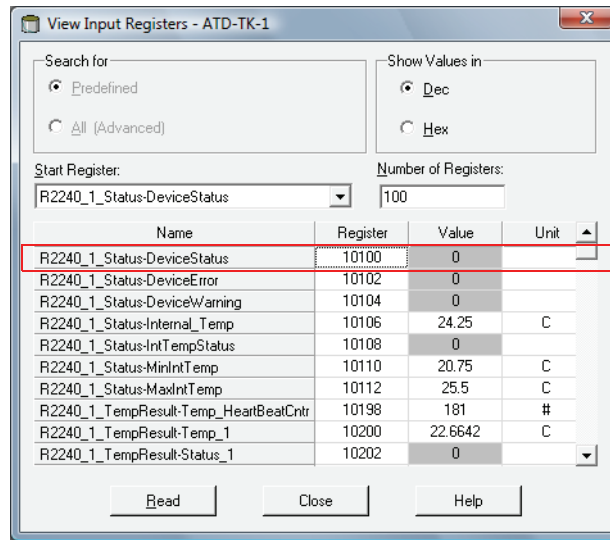 View Input Registers - ATD-TK-1
Search for
Predefined
All (Advanced)
Show Values in
Dec
Hex
Start Register:
Number of Registers:
R2240_1_Status-DeviceStatus
100
Name Register Value Unit
R2240_1_Status-DeviceStatus 10100 0
R2240_1_Status-DeviceError 10102 0
R2240_1_Status-DeviceWarning 10104 0
R2240_1_Status-Internal_Temp 10106 24.25 C
R2240_1_Status-IntTempStatus 10108 0
R2240_1_Status-MinIntTemp 10110 20.75 C
R2240_1_Status-MaxIntTemp 10112 25.5 C
R2240_1_TempResult-Temp_HeartBeatCntr 10198 181 #
R2240_1_TempResult-Temp_1 10200 22.6642 C
R2240_1_TempResult-Status_1 10202 0
Read Close Help